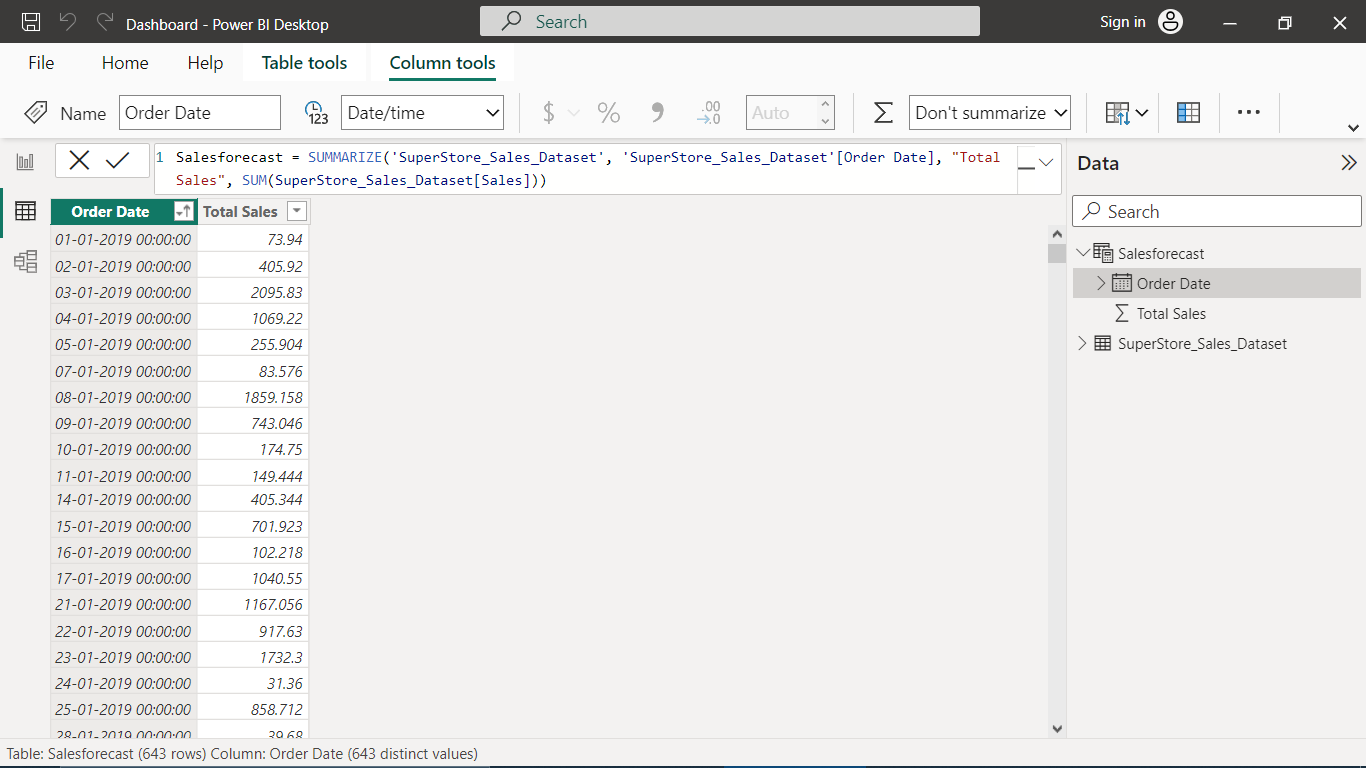 Dashboard - Power BI Desktop
Search
Sign in
File Home Help Table tools Column tools
Name Order Date
123 Date/time
$ % 9 .00 .0 Auto
Σ Don't summarize
1 Salesforecast = SUMMARIZE('SuperStore_Sales_Dataset', 'SuperStore_Sales_Dataset'[Order Date], "Total
Sales", SUM(SuperStore_Sales_Dataset[Sales]))
Order Date Total Sales
01-01-2019 00:00:00 73.94
02-01-2019 00:00:00 405.92
03-01-2019 00:00:00 2095.83
04-01-2019 00:00:00 1069.22
05-01-2019 00:00:00 255.904
07-01-2019 00:00:00 83.576
08-01-2019 00:00:00 1859.158
09-01-2019 00:00:00 743.046
10-01-2019 00:00:00 174.75
11-01-2019 00:00:00 149.444
14-01-2019 00:00:00 405.344
15-01-2019 00:00:00 701.923
16-01-2019 00:00:00 102.218
17-01-2019 00:00:00 1040.55
21-01-2019 00:00:00 1167.056
22-01-2019 00:00:00 917.63
23-01-2019 00:00:00 1732.3
24-01-2019 00:00:00 31.36
25-01-2019 00:00:00 858.712
28-01-2019 00:00:00 39.68
Data
Search
Salesforecast
Order Date
Σ Total Sales
SuperStore_Sales_Dataset
Table: Salesforecast (643 rows) Column: Order Date (643 distinct values)